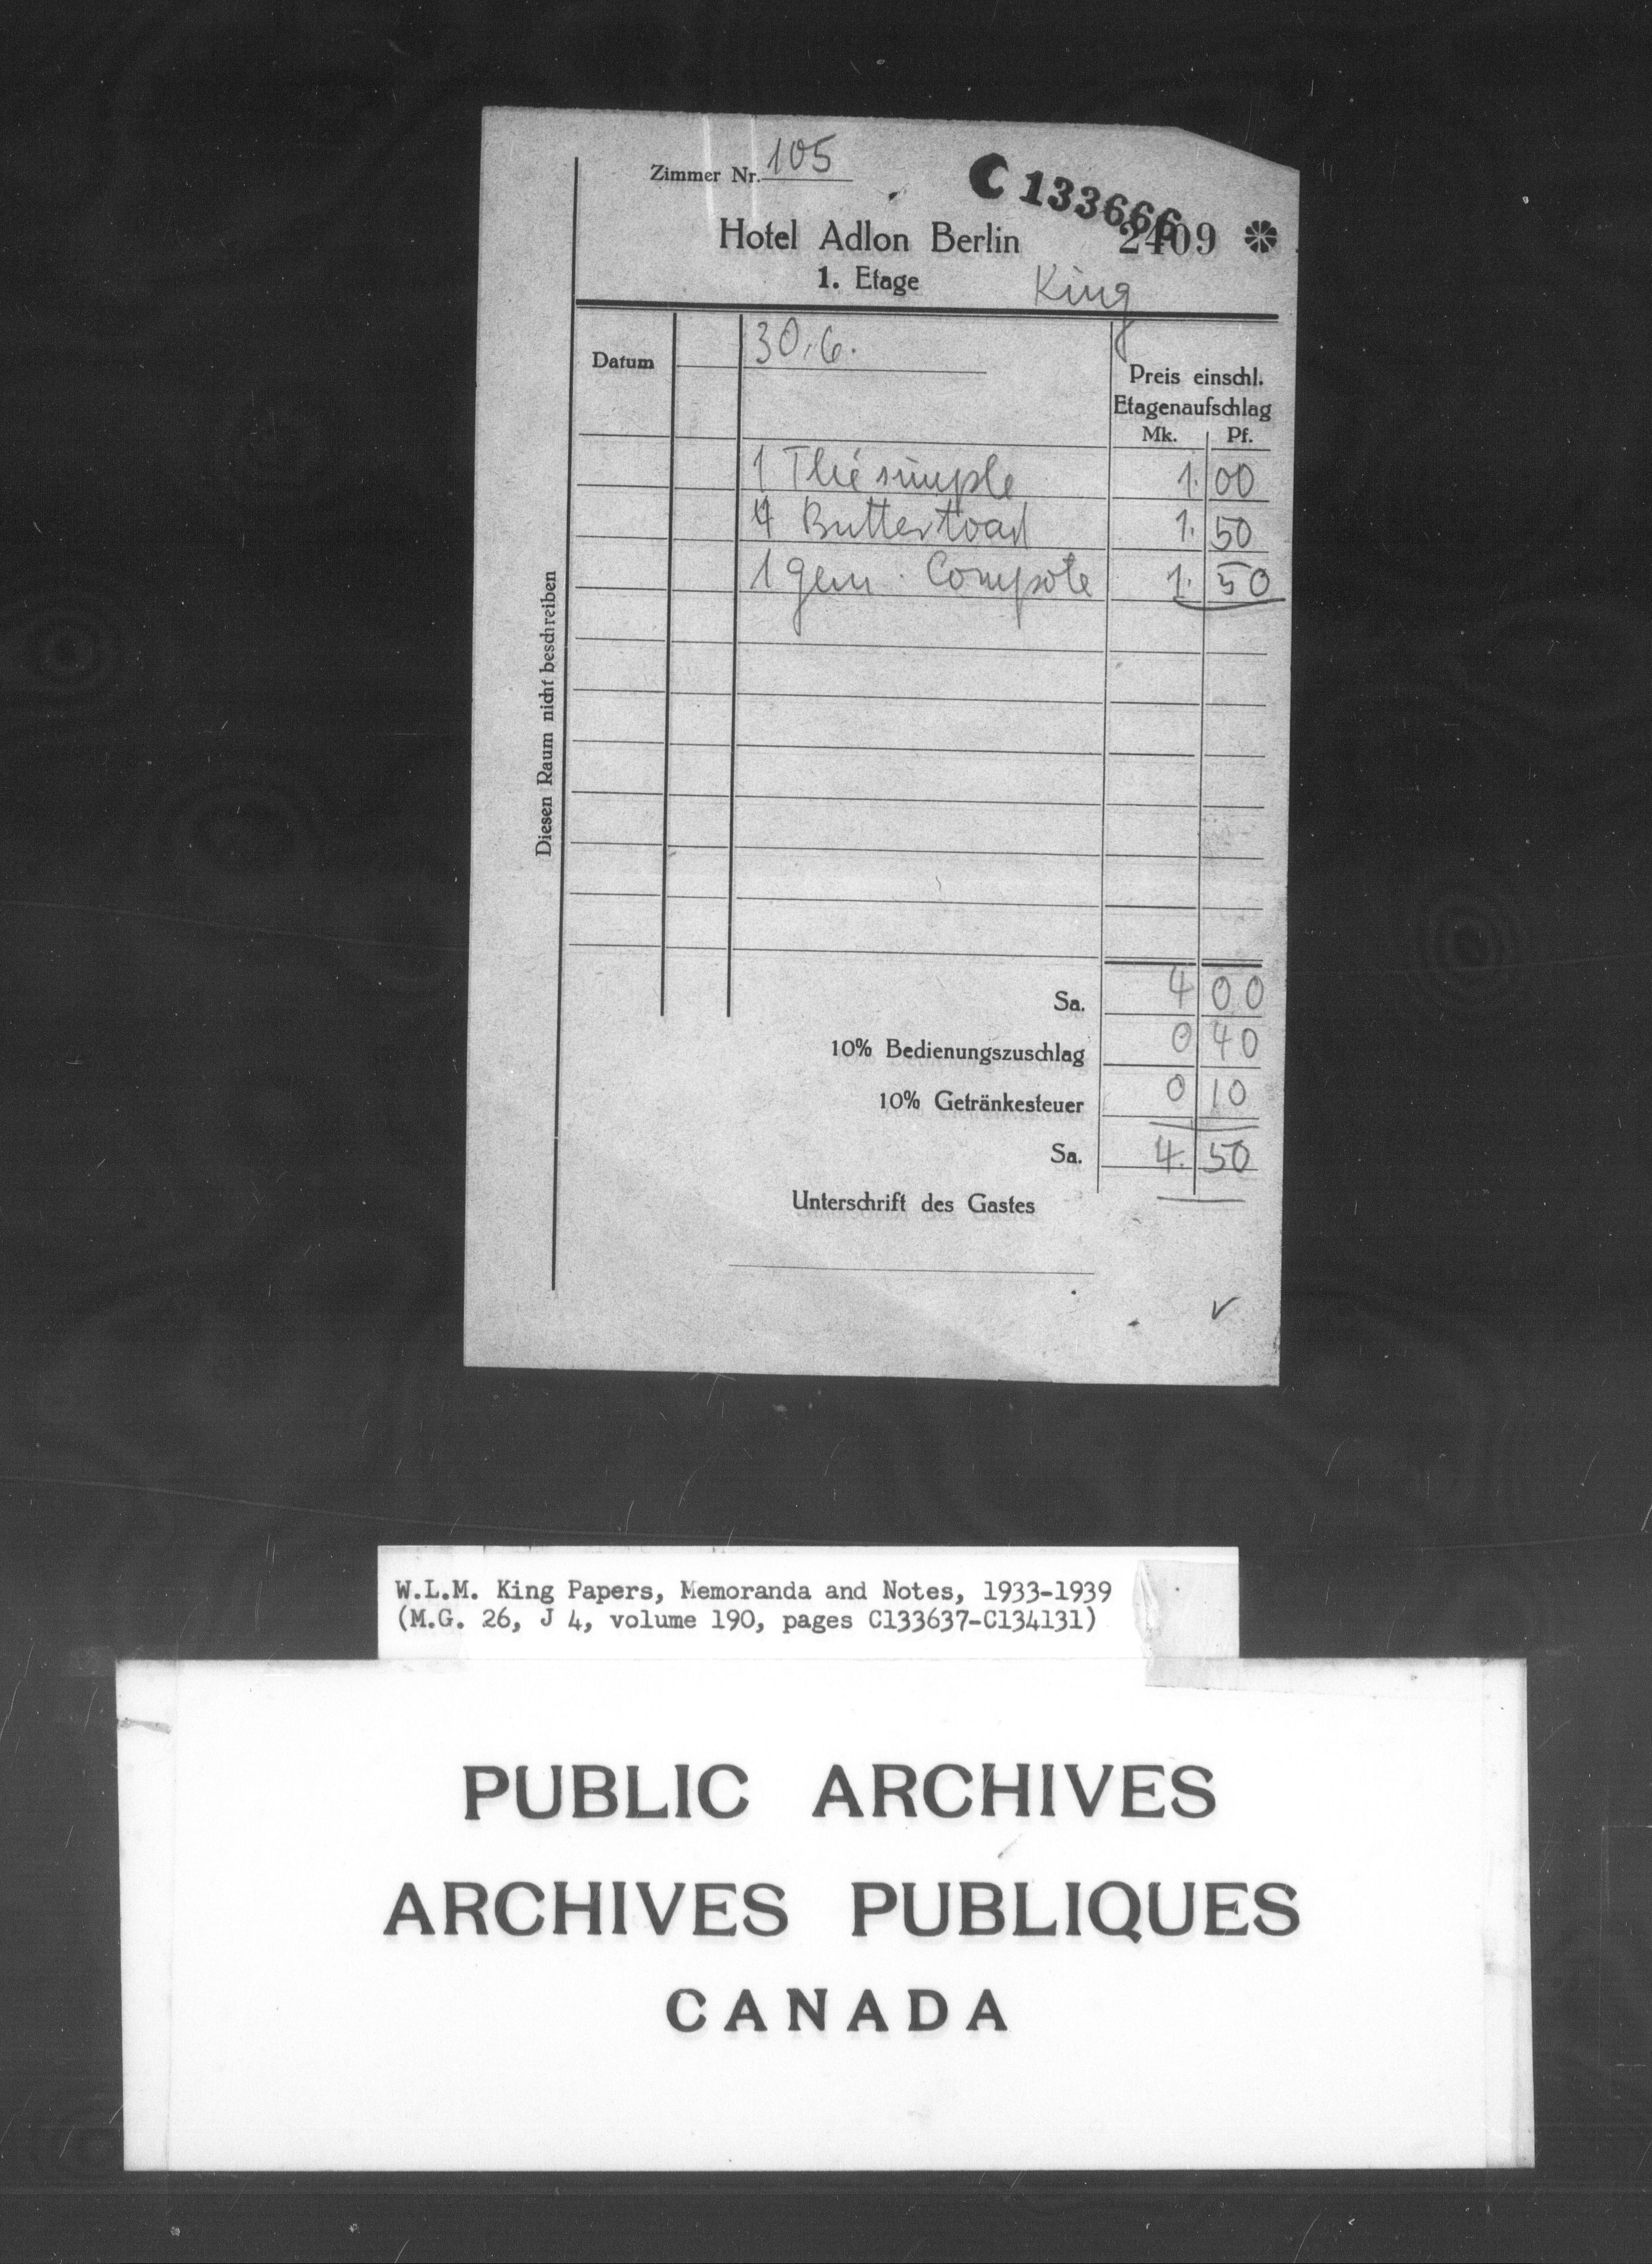 Zimmer Nr. 105
C 133666
Hotel Adlon Berlin 2409
1. Etage King
Datum 30.6.
Preis einschl.
Etagenaufschlag
Mk. Pf.
1 Thé simple 1. 00
4 Buttertoast 1. 50
1 gem. Compote 1. 50
Diesen Raum nicht beschreiben
Sa. 4 00
10% Bedienungszuschlag 0 40
10% Getränkesteuer 0 10
Sa. 4. 50
Unterschrift des Gastes
W.L.M. King Papers, Memoranda and Notes, 1933-1939
(M.G. 26, J 4, volume 190, pages C133637-C134131)
PUBLIC ARCHIVES
ARCHIVES PUBLIQUES
CANADA